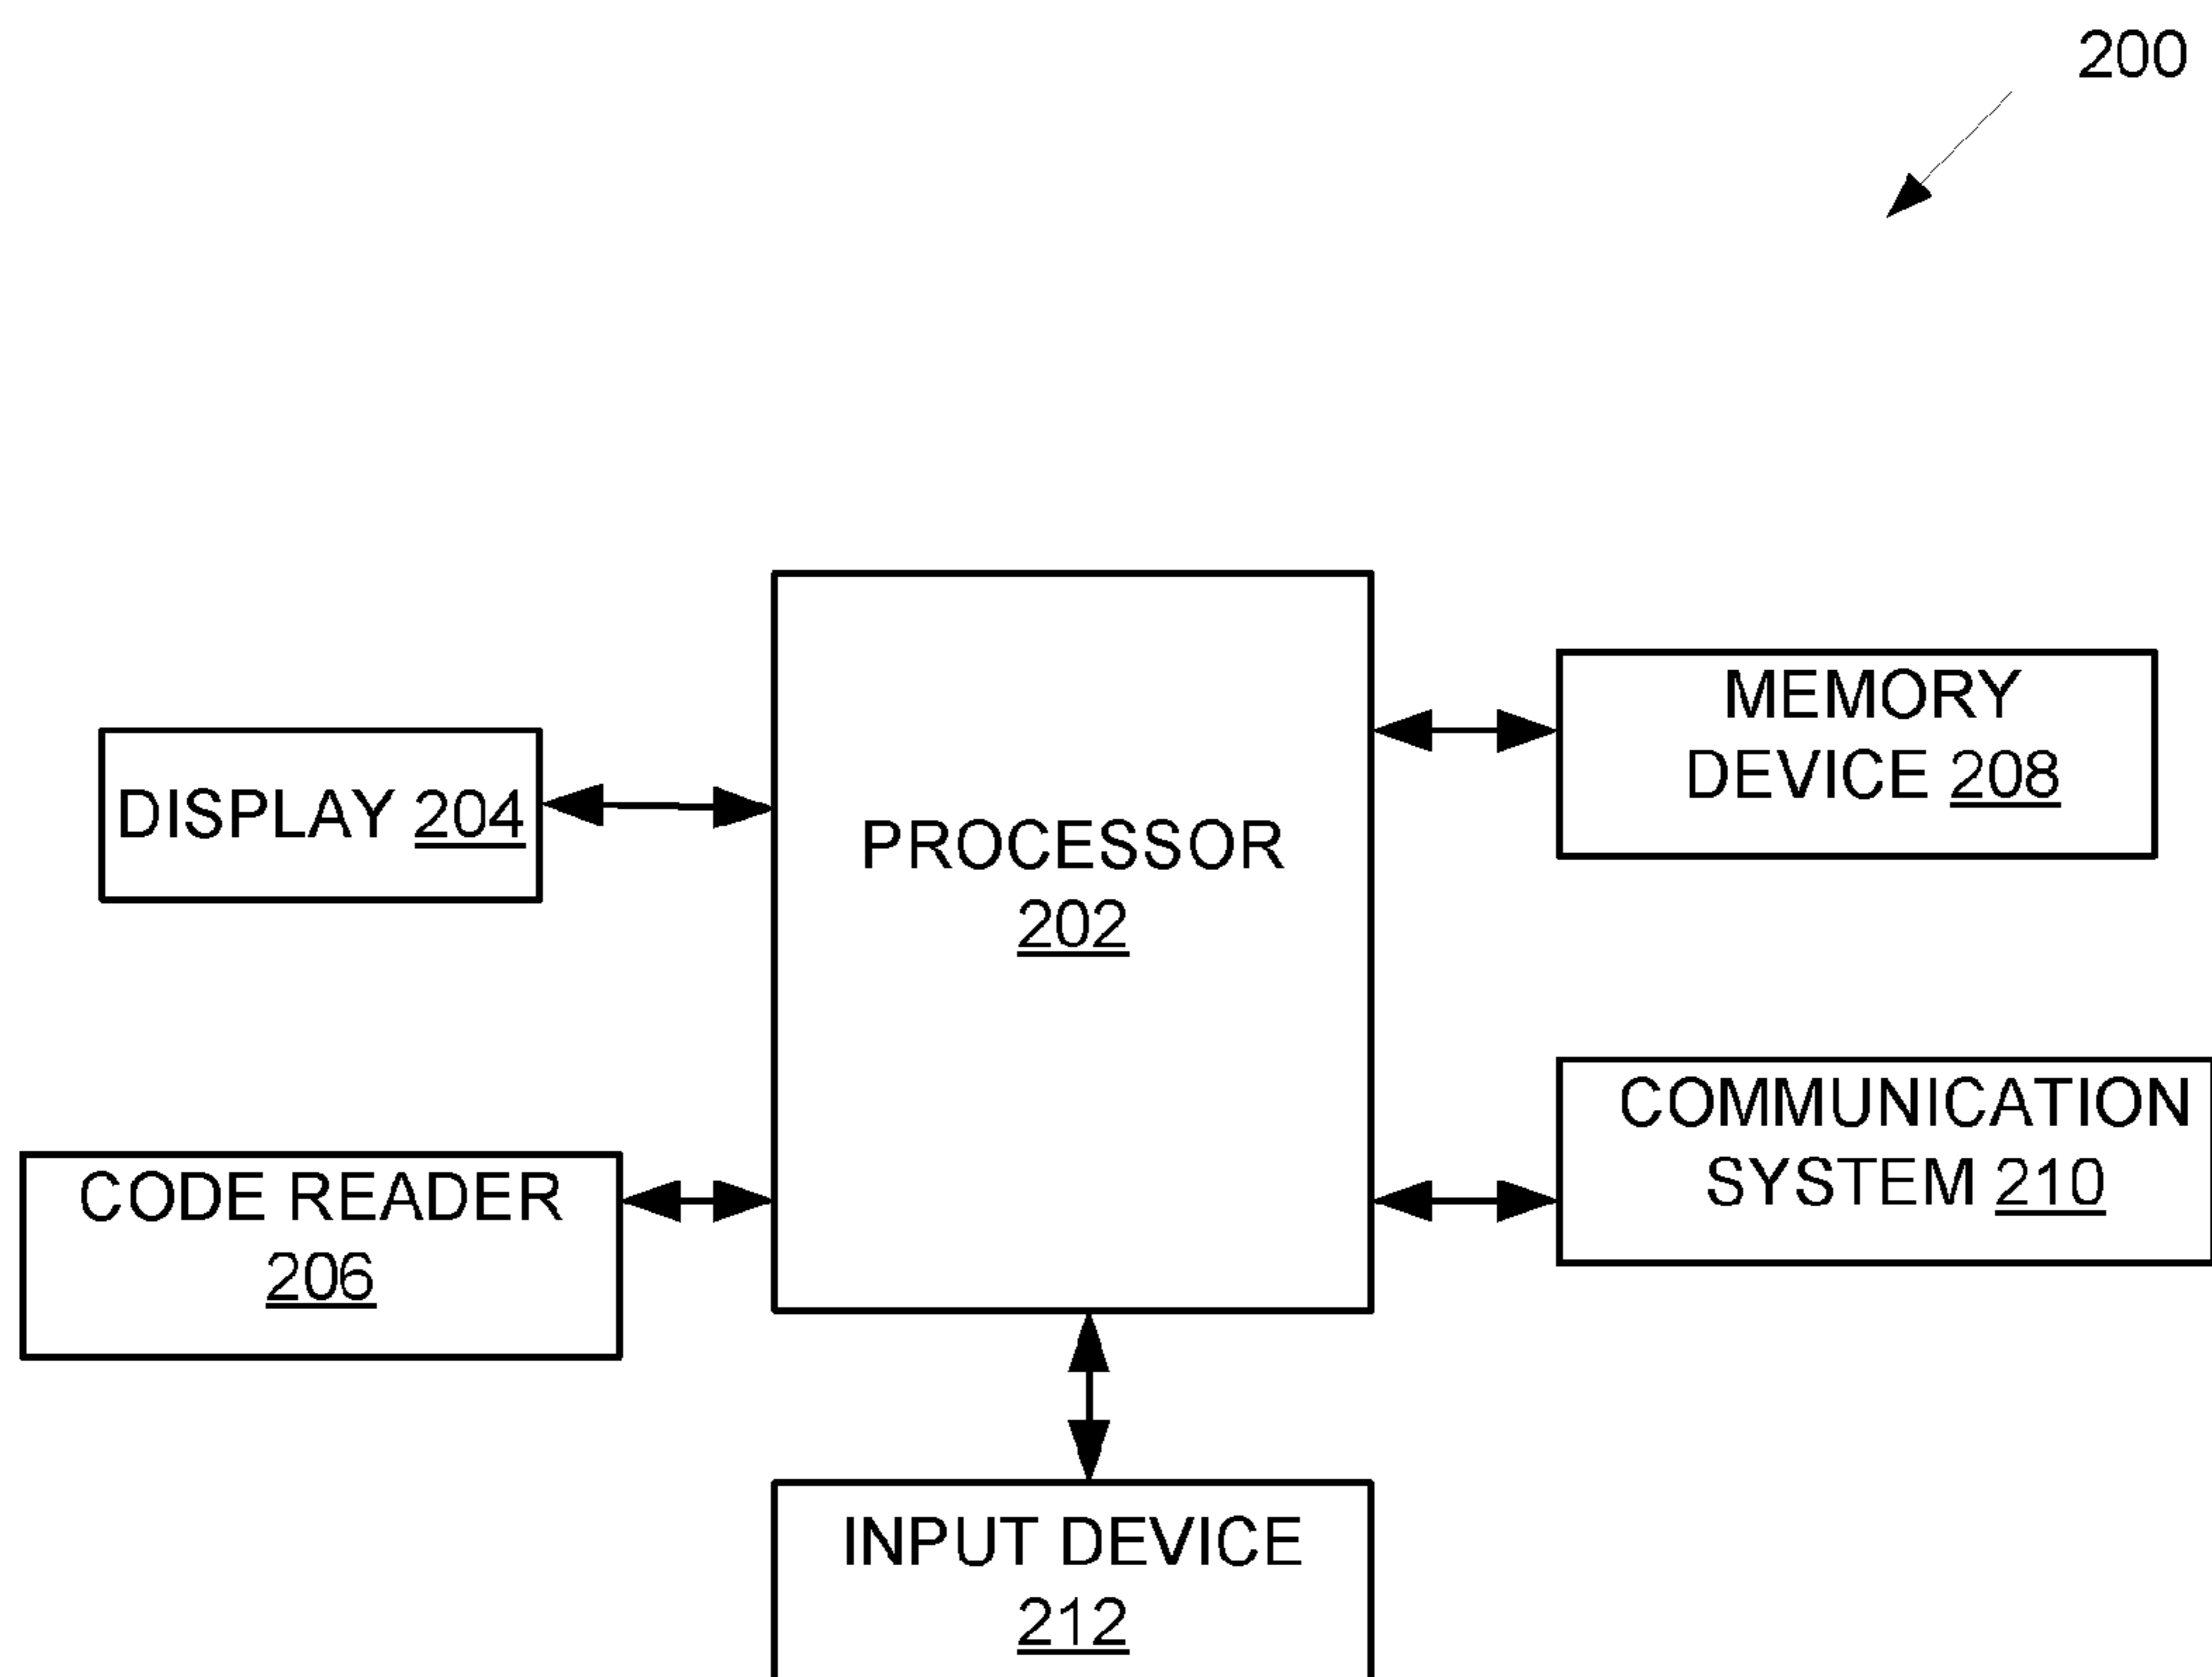 200
MEMORY
DEVICE 208
DISPLAY 204
PROCESSOR
202
COMMUNICATION
SYSTEM 210
CODE READER
206
INPUT DEVICE
212